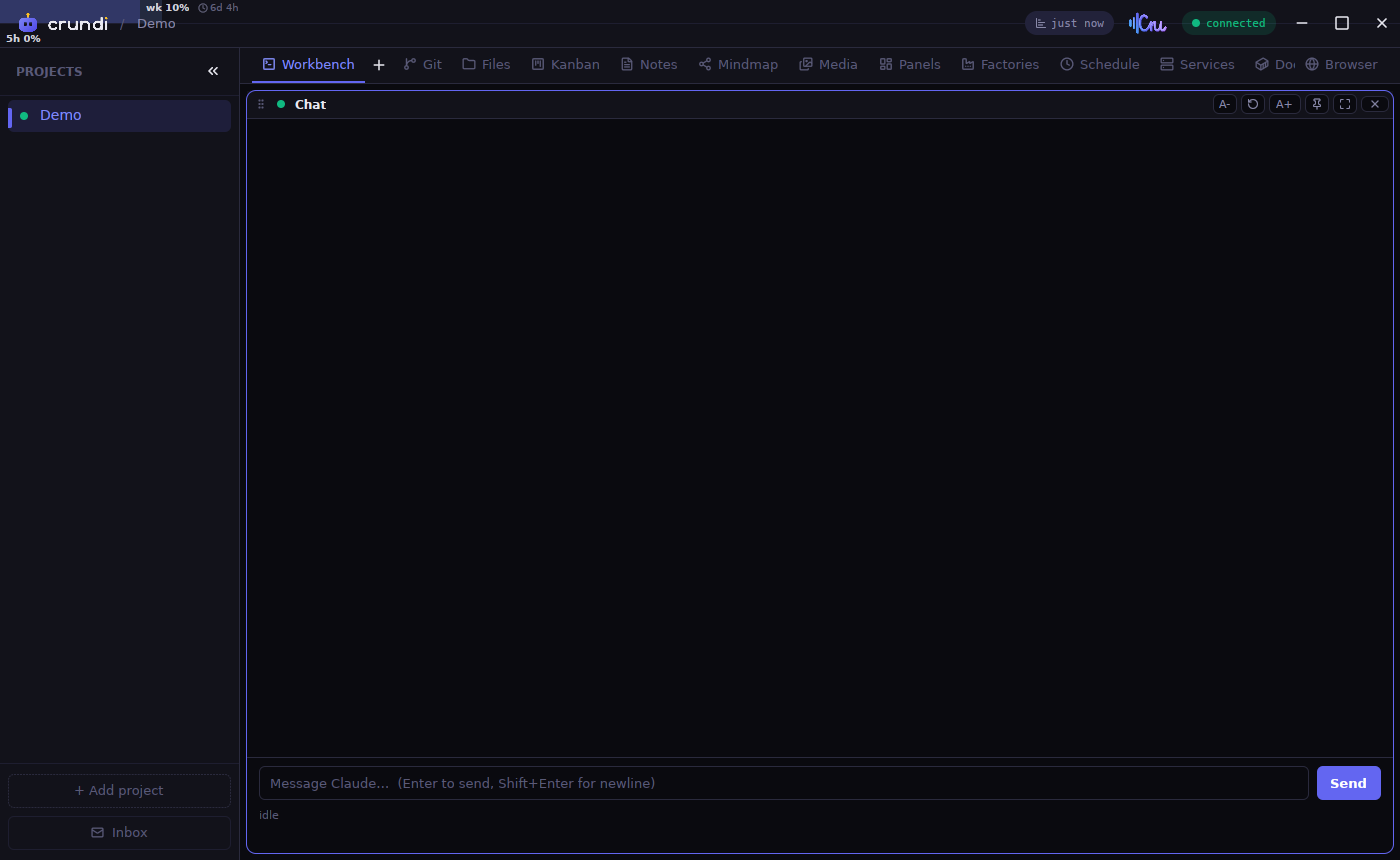 wk 10% 6d 4h
crundi / Demo
5h 0%
just now
Cru
connected
PROJECTS
Demo
+ Add project
Inbox
Workbench + Git Files Kanban Notes Mindmap Media Panels Factories Schedule Services Doc Browser
Chat
A- A+
Message Claude... (Enter to send, Shift+Enter for newline)
Send
idle